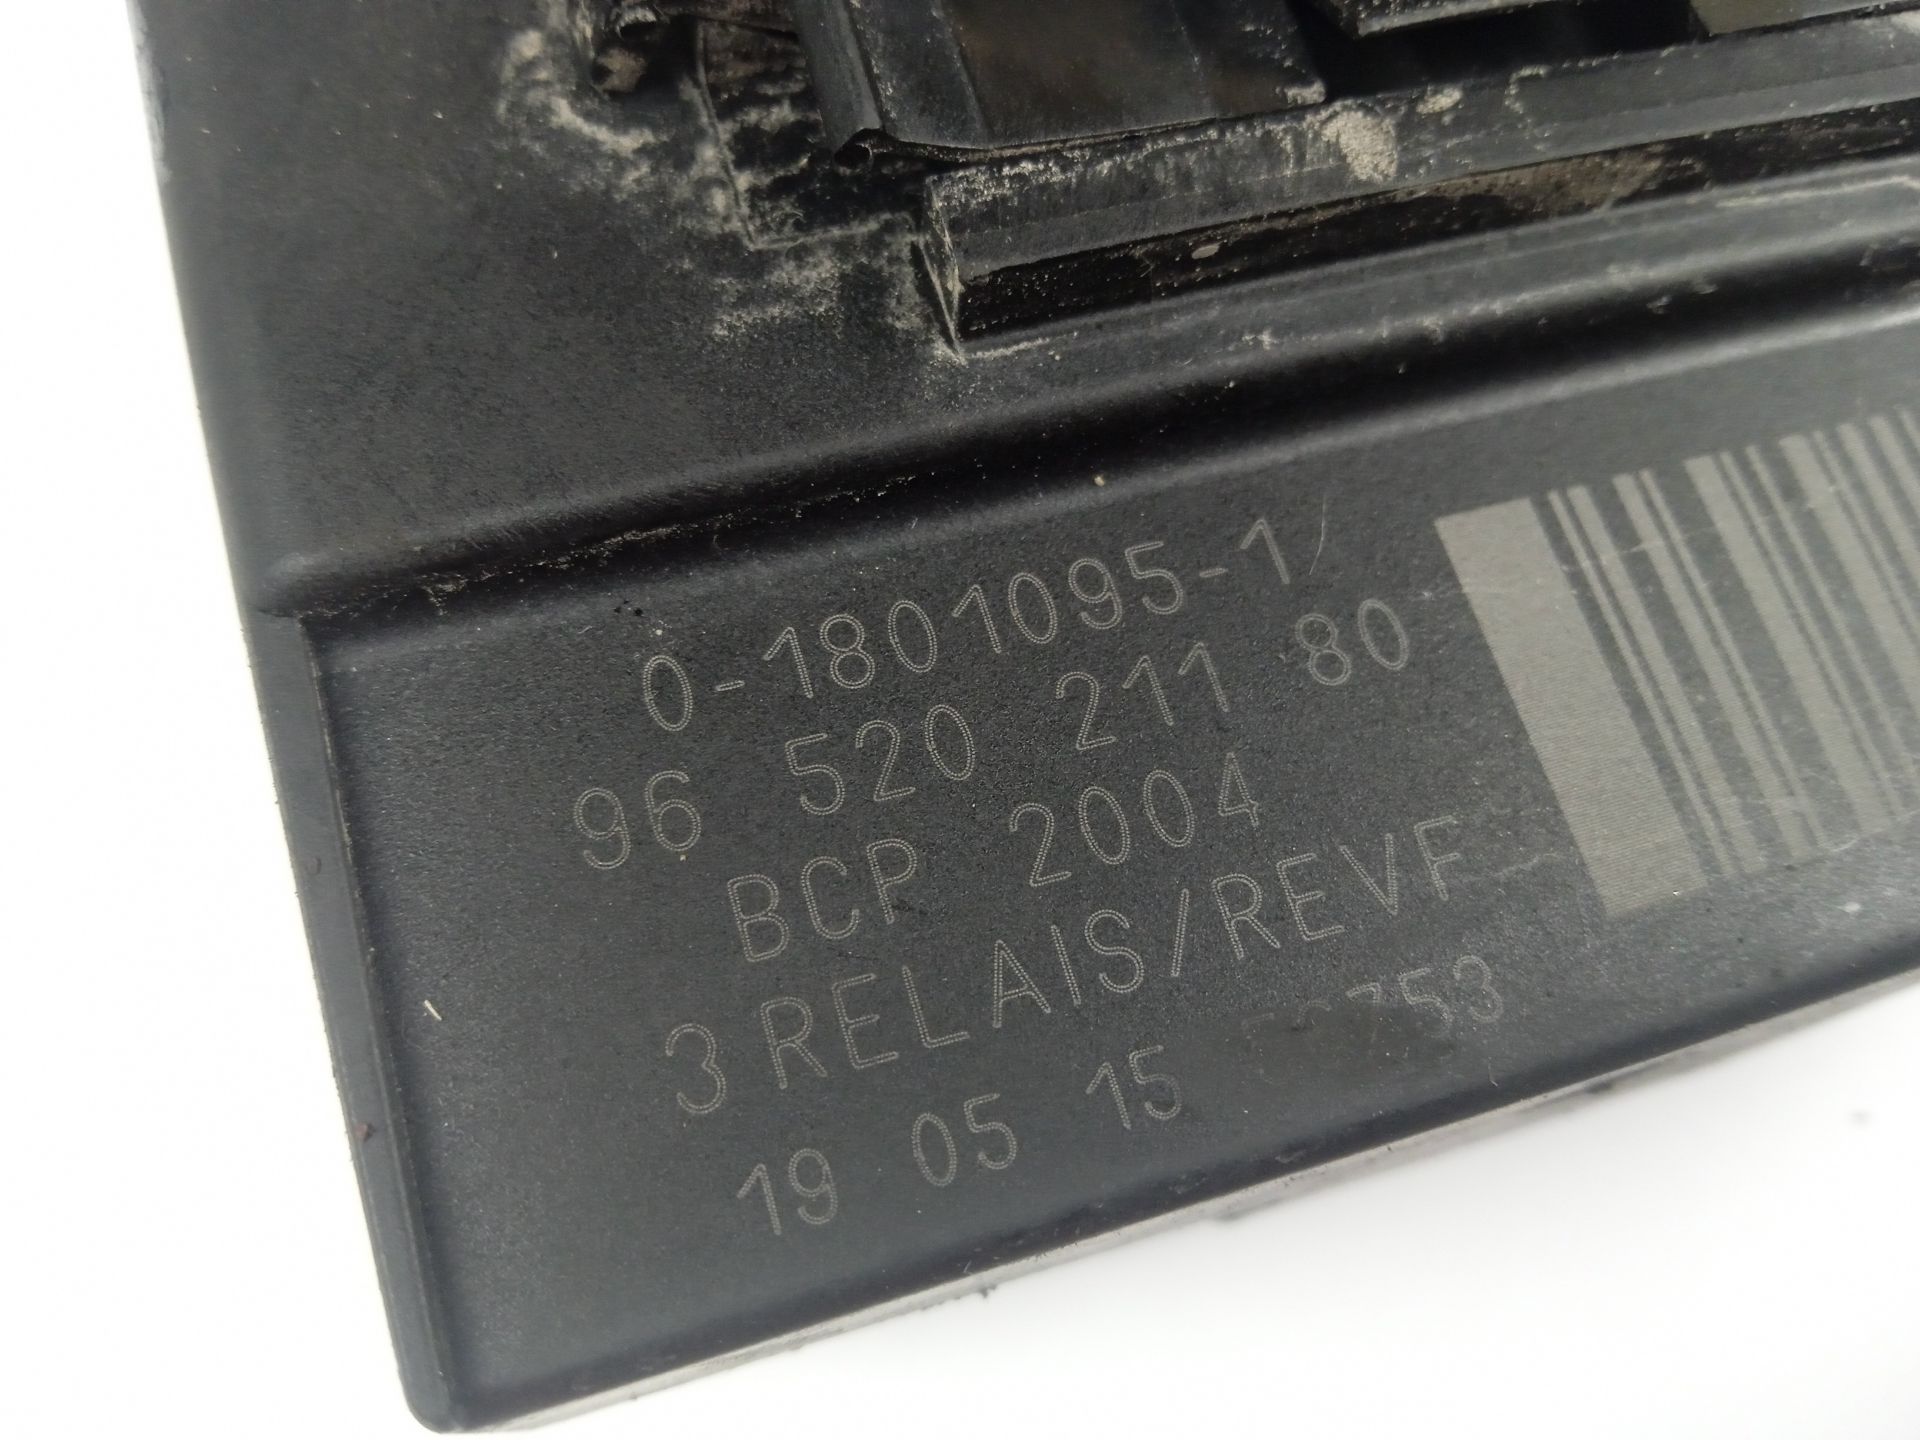 0-1801095-1
96 520 211 80
BCP 2004
3 RELAIS/REVF
19 05 15